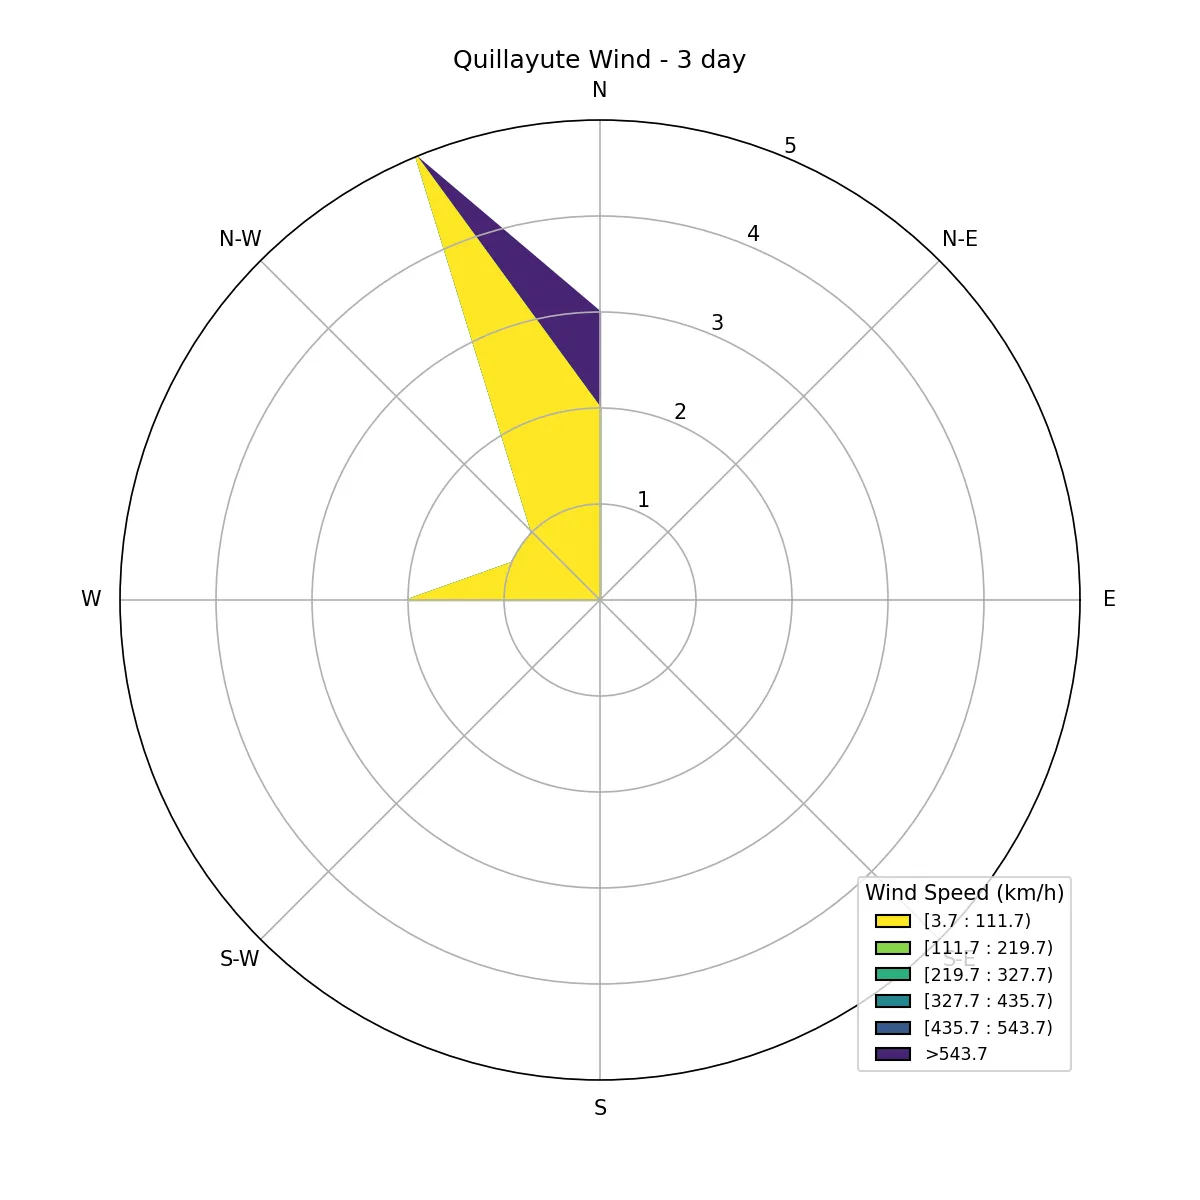 Quillayute Wind - 3 day
N
5
N-W
4
N-E
3
2
1
W
E
Wind Speed (km/h)
[3.7 : 111.7)
[111.7 : 219.7)
S-W
S-E
[219.7 : 327.7)
[327.7 : 435.7)
[435.7 : 543.7)
>543.7
S